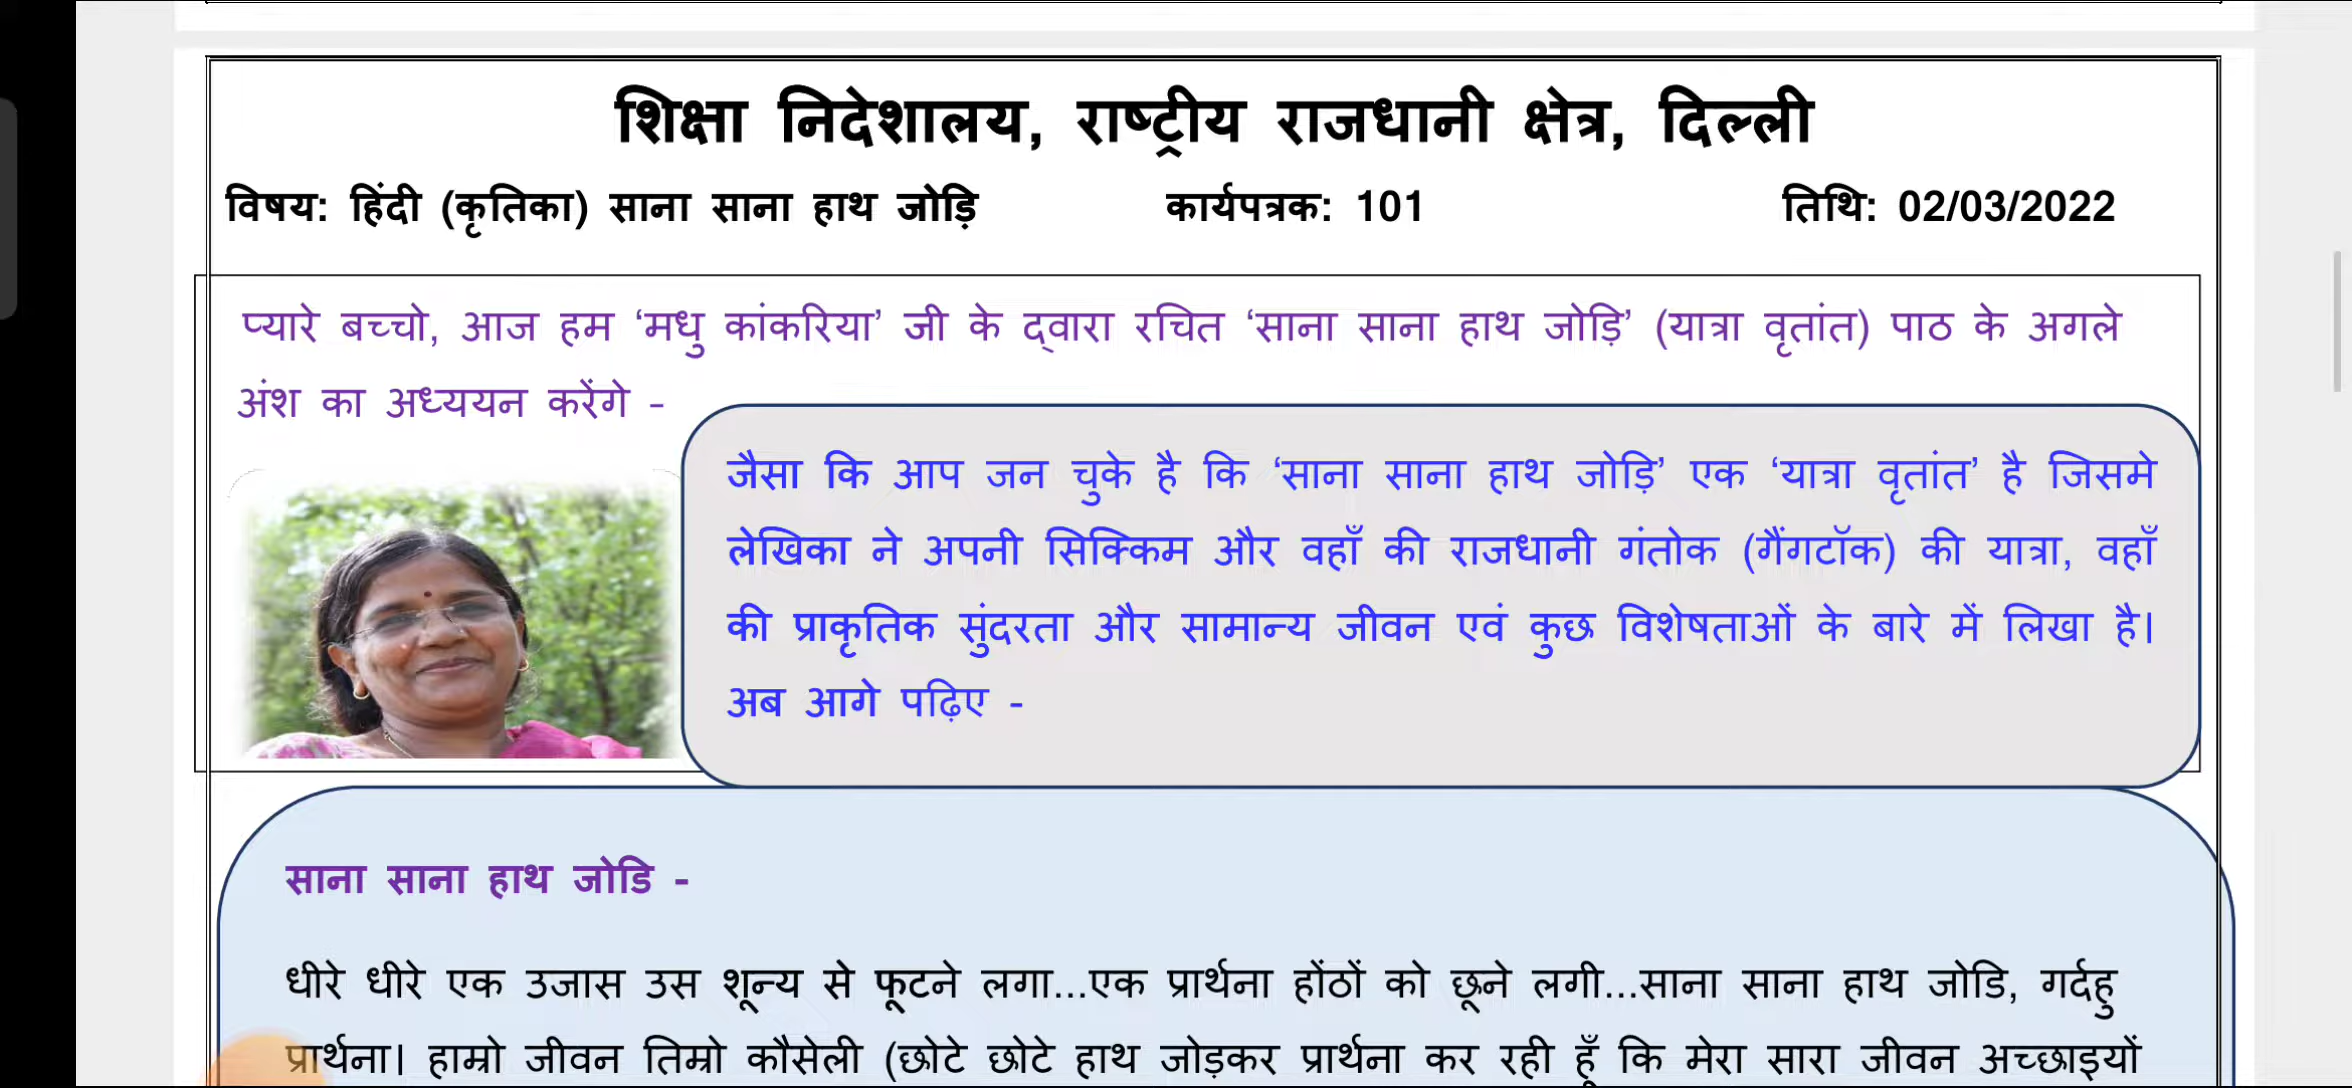 शिक्षा निदेशालय, राष्ट्रीय राजधानी क्षेत्र, दिल्ली
विषय: हिंदी (कृतिका) साना साना हाथ जोड़ि कार्यपत्रक: 101 तिथि: 02/03/2022
प्यारे बच्चो, आज हम ‘मधु कांकरिया’ जी के द्वारा रचित ‘साना साना हाथ जोड़ि’ (यात्रा वृतांत) पाठ के अगले
अंश का अध्ययन करेंगे -
जैसा कि आप जन चुके है कि ‘साना साना हाथ जोड़ि’ एक ‘यात्रा वृतांत’ है जिसमे
लेखिका ने अपनी सिक्किम और वहाँ की राजधानी गंतोक (गैंगटॉक) की यात्रा, वहाँ
की प्राकृतिक सुंदरता और सामान्य जीवन एवं कुछ विशेषताओं के बारे में लिखा है।
अब आगे पढ़िए -
साना साना हाथ जोडि -
धीरे धीरे एक उजास उस शून्य से फूटने लगा...एक प्रार्थना होंठों को छूने लगी...साना साना हाथ जोडि, गर्दहु
प्रार्थना। हाम्रो जीवन तिम्रो कौसेली (छोटे छोटे हाथ जोड़कर प्रार्थना कर रही हूँ कि मेरा सारा जीवन अच्छाइयों